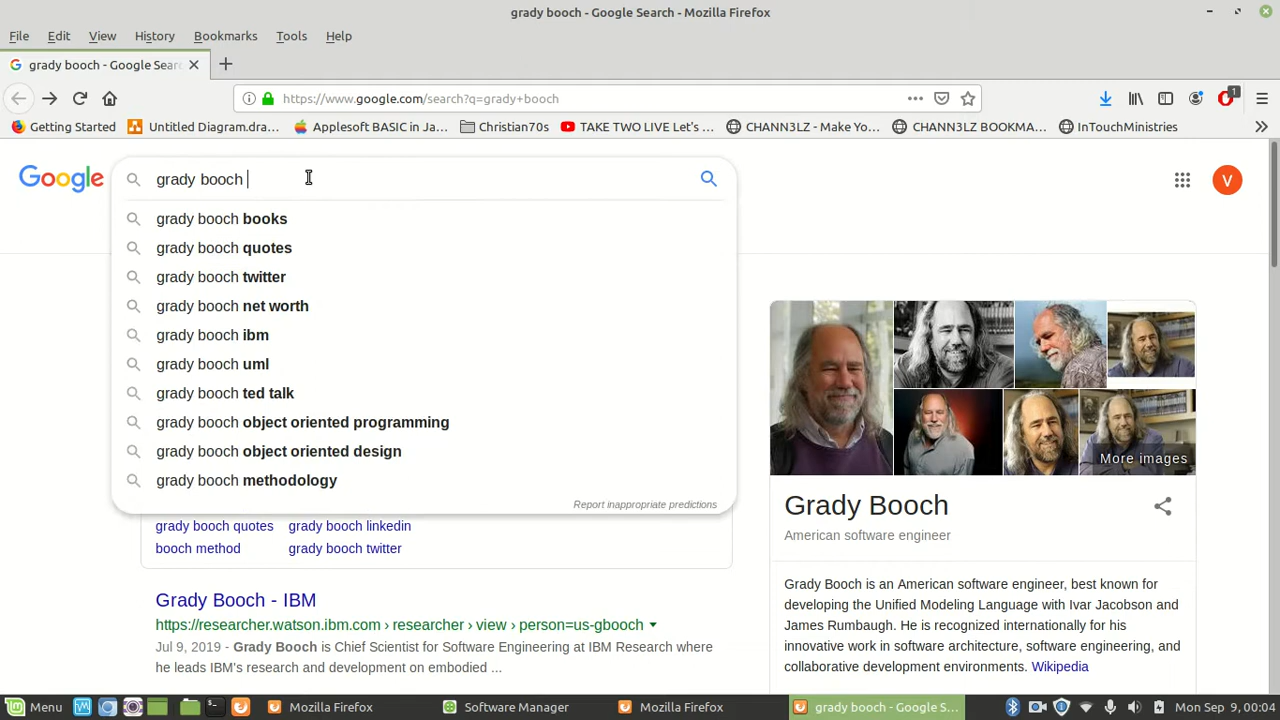 grady booch - Google Search - Mozilla Firefox
File Edit View History Bookmarks Tools Help
grady booch - Google Searc
https://www.google.com/search?q=grady+booch
1
Getting Started Untitled Diagram.dra... Applesoft BASIC in Ja... Christian70s TAKE TWO LIVE Let's ... CHANN3LZ - Make Yo... CHANN3LZ BOOKMA... InTouchMinistries
Google
grady booch
V
grady booch books
grady booch quotes
grady booch twitter
grady booch net worth
grady booch ibm
grady booch uml
grady booch ted talk
grady booch object oriented programming
grady booch object oriented design
grady booch methodology
Report inappropriate predictions
grady booch quotes grady booch linkedin
booch method grady booch twitter
Grady Booch - IBM
https://researcher.watson.ibm.com › researcher › view › person=us-gbooch
Jul 9, 2019 - Grady Booch is Chief Scientist for Software Engineering at IBM Research where
he leads IBM's research and development on embodied ...
More images
Grady Booch
American software engineer
Grady Booch is an American software engineer, best known for
developing the Unified Modeling Language with Ivar Jacobson and
James Rumbaugh. He is recognized internationally for his
innovative work in software architecture, software engineering, and
collaborative development environments. Wikipedia
Menu Mozilla Firefox Software Manager Mozilla Firefox grady booch - Google S... Mon Sep 9, 00:04